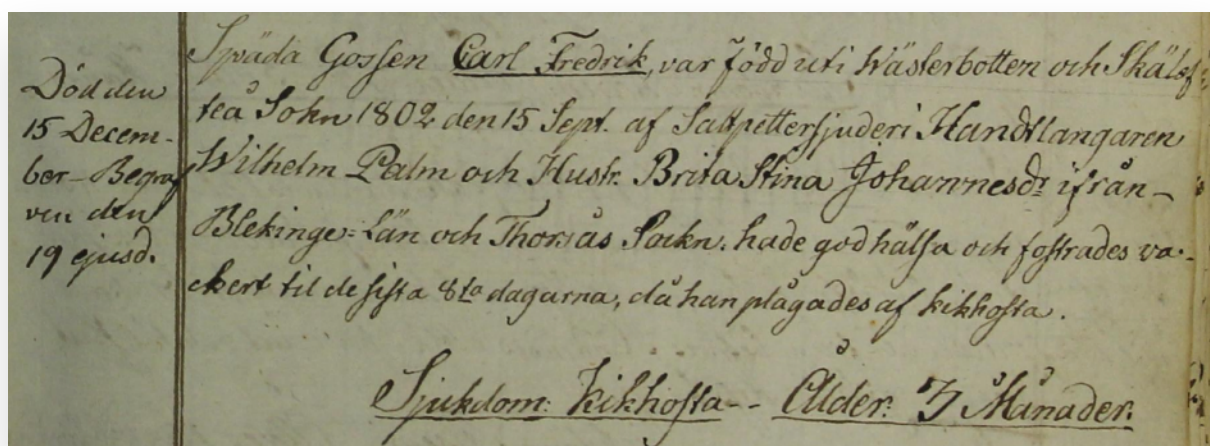 Död den
15 Decem-
ber - Begraf
ven den
19 ejusd.
Späda Gossen Carl Fredrik, var född uti Wästerbotten och Skälef
teå Sokn 1802 den 15 Sept. af Saltpettersjuderi Handtlangaren
Wilhelm Palm och Hustr. Brita Stina Johannesdr ifrån
Blekinge-Län och Thorsås Sockn. hade god hälsa och fostrades va-
ckert til de sista 8ta dagarna, då han plågades af kikhosta.
Sjukdom: Kikhosta -- Ålder: 3 Månader.